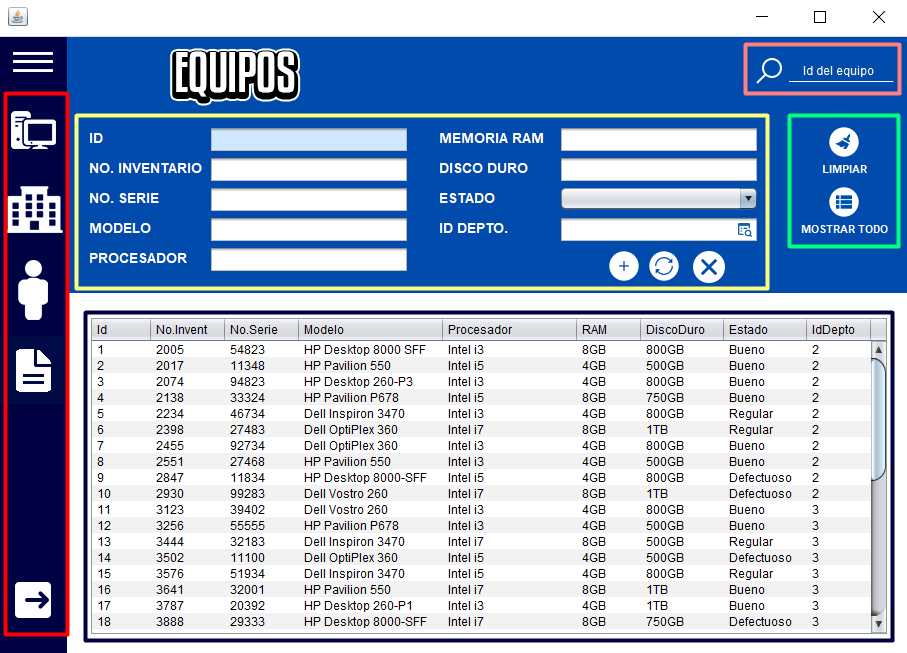 EQUIPOS
Id del equipo
ID
MEMORIA RAM
NO. INVENTARIO
DISCO DURO
NO. SERIE
ESTADO
MODELO
ID DEPTO.
PROCESADOR
LIMPIAR
MOSTRAR TODO
Id No.Invent No.Serie Modelo Procesador RAM DiscoDuro Estado IdDepto
1 2005 54823 HP Desktop 8000 SFF Intel i3 8GB 800GB Bueno 2
2 2017 11348 HP Pavilion 550 Intel i5 4GB 500GB Bueno 2
3 2074 94823 HP Desktop 260-P3 Intel i3 4GB 800GB Bueno 2
4 2138 33324 HP Pavilion P678 Intel i5 8GB 750GB Bueno 2
5 2234 46734 Dell Inspiron 3470 Intel i3 4GB 800GB Regular 2
6 2398 27483 Dell OptiPlex 360 Intel i7 8GB 1TB Regular 2
7 2455 92734 Dell OptiPlex 360 Intel i3 4GB 800GB Bueno 2
8 2551 27468 HP Pavilion 550 Intel i3 4GB 500GB Bueno 2
9 2847 11834 HP Desktop 8000-SFF Intel i5 4GB 800GB Defectuoso 2
10 2930 99283 Dell Vostro 260 Intel i7 8GB 1TB Defectuoso 2
11 3123 39402 Dell Vostro 260 Intel i3 4GB 800GB Bueno 3
12 3256 55555 HP Pavilion P678 Intel i3 4GB 500GB Bueno 3
13 3444 32183 Dell Inspiron 3470 Intel i7 8GB 500GB Regular 3
14 3502 11100 Dell OptiPlex 360 Intel i5 4GB 500GB Defectuoso 3
15 3576 51934 Dell Inspiron 3470 Intel i5 4GB 800GB Regular 3
16 3641 32001 HP Pavilion 550 Intel i7 8GB 1TB Bueno 3
17 3787 20392 HP Desktop 260-P1 Intel i3 4GB 1TB Bueno 3
18 3888 29333 HP Desktop 8000-SFF Intel i7 8GB 750GB Defectuoso 3